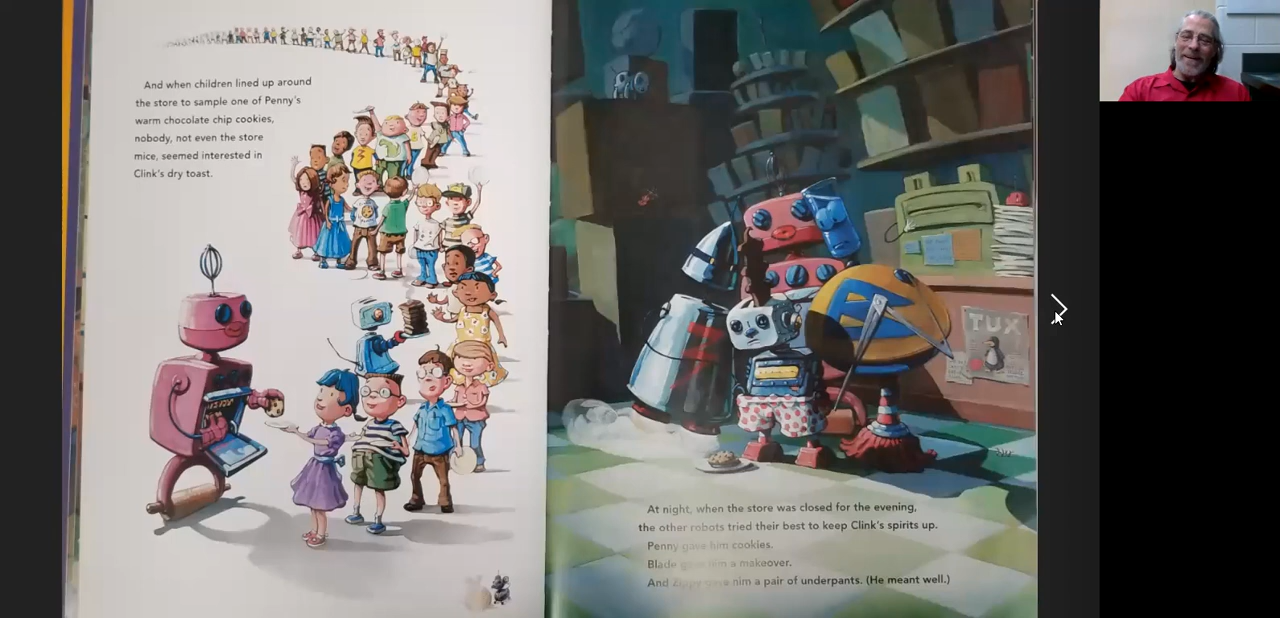 And when children lined up around
the store to sample one of Penny's
warm chocolate chip cookies,
nobody, not even the store
mice, seemed interested in
Clink's dry toast.
TUX
At night, when the store was closed for the evening,
the other robots tried their best to keep Clink's spirits up.
Penny gave him cookies.
Blade gave him a makeover.
And Zippy gave him a pair of underpants. (He meant well.)